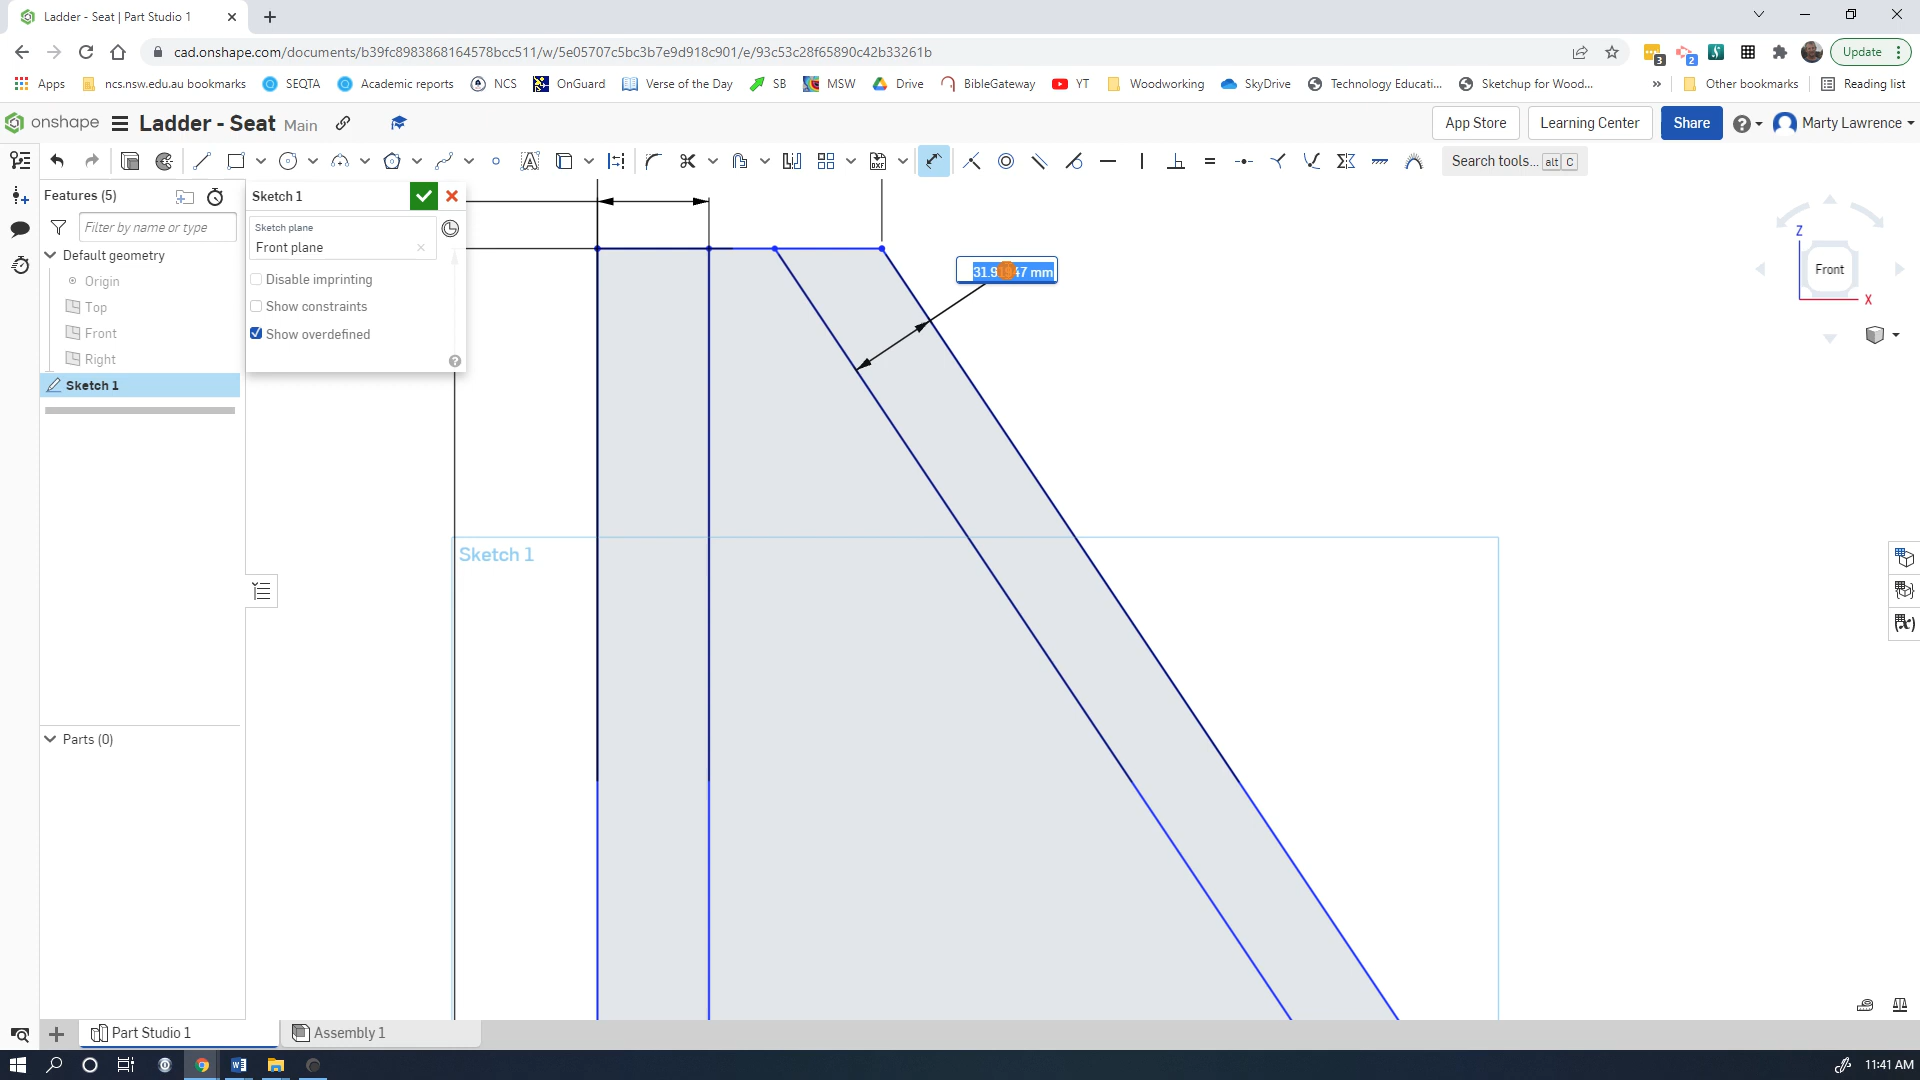 Ladder - Seat | Part Studio 1
cad.onshape.com/documents/b39fc8983868164578bcc511/w/5e05707c5bc3b7e9d918c901/e/93c53c28f65890c42b33261b
3
2
Update
Apps
ncs.nsw.edu.au bookmarks
SEQTA
Academic reports
NCS
OnGuard
Verse of the Day
SB
MSW
Drive
BibleGateway
YT
Woodworking
SkyDrive
Technology Educati...
Sketchup for Wood...
»
Other bookmarks
Reading list
onshape
Ladder - Seat Main
App Store
Learning Center
Share
Marty Lawrence
Search tools... alt C
Features (5)
Filter by name or type
Default geometry
Origin
Top
Front
Right
Sketch 1
Sketch 1
Sketch plane
Front plane
Disable imprinting
Show constraints
Show overdefined
Sketch 1
Z
Front
X
Parts (0)
Part Studio 1
Assembly 1
11:41 AM